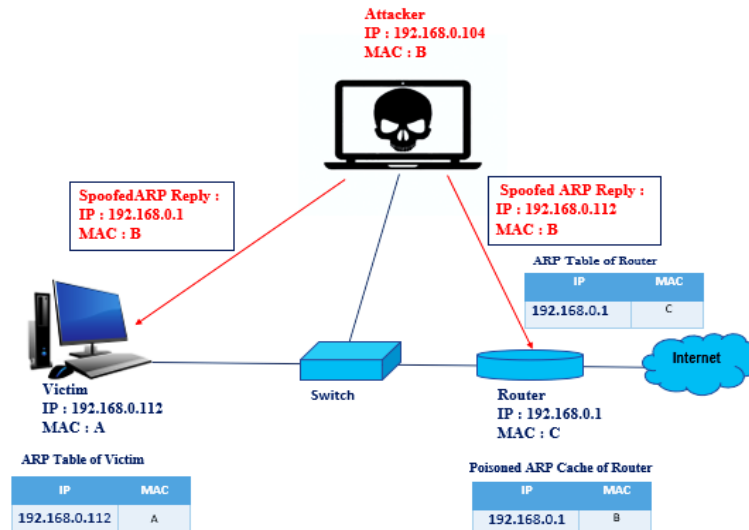 Attacker
IP : 192.168.0.104
MAC : B
SpoofedARP Reply :
IP : 192.168.0.1
MAC : B
Spoofed ARP Reply :
IP : 192.168.0.112
MAC : B
ARP Table of Router
IP MAC
192.168.0.1 C
Internet
Switch
Victim
IP : 192.168.0.112
MAC : A
Router
IP : 192.168.0.1
MAC : C
ARP Table of Victim
IP MAC
192.168.0.112 A
Poisoned ARP Cache of Router
IP MAC
192.168.0.1 B